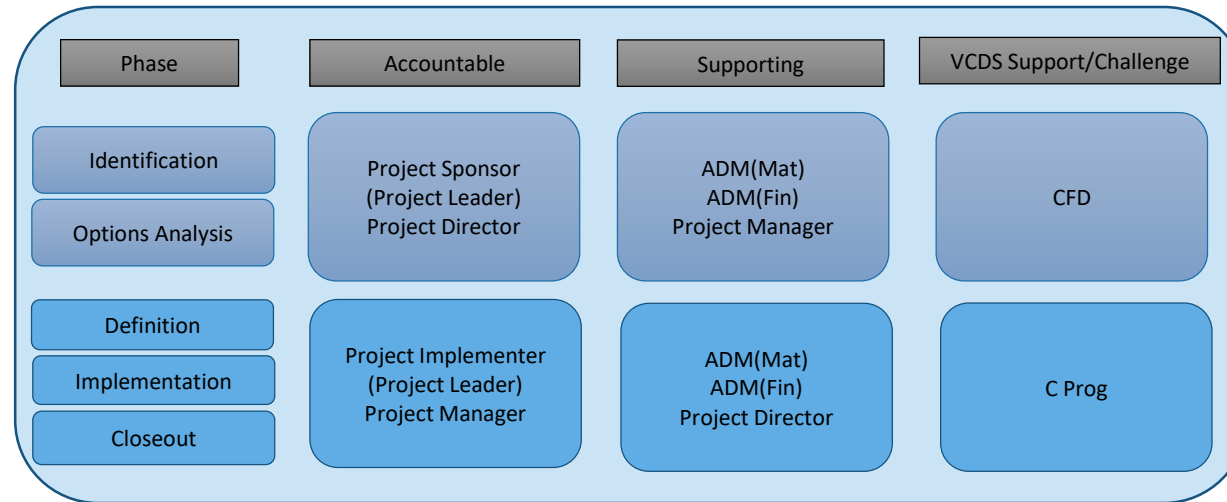 Phase
Accountable
Supporting
VCDS Support/Challenge
Identification
Options Analysis
Project Sponsor
(Project Leader)
Project Director
ADM(Mat)
ADM(Fin)
Project Manager
CFD
Definition
Implementation
Closeout
Project Implementer
(Project Leader)
Project Manager
ADM(Mat)
ADM(Fin)
Project Director
C Prog